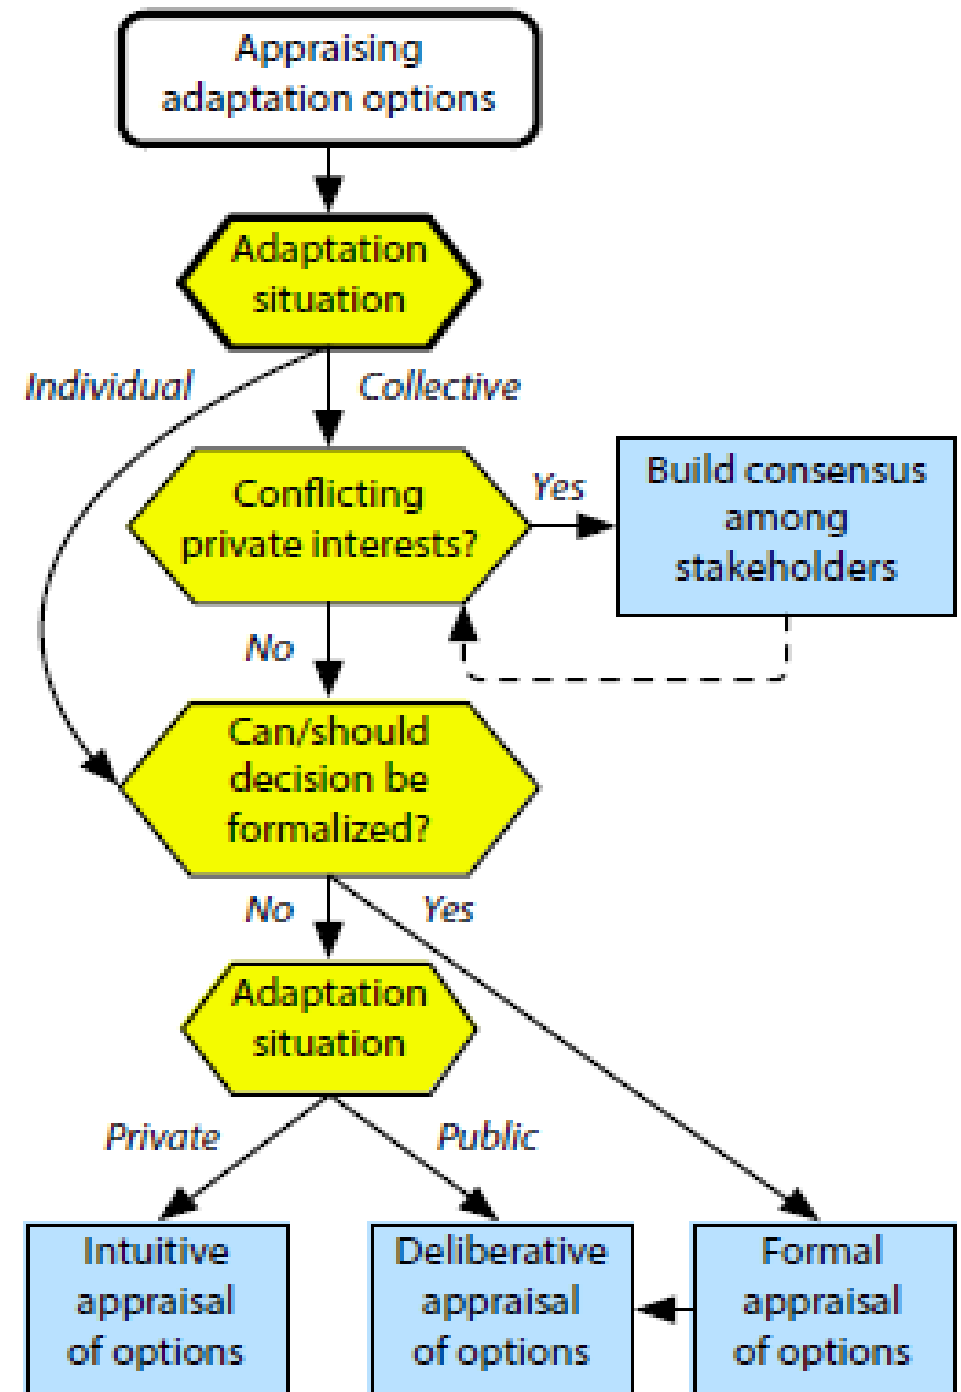 Appraising
adaptation options
Adaptation
situation
Individual
Collective
Conflicting
private interests?
Yes
Build consensus
among
stakeholders
No
Can/should
decision be
formalized?
No
Yes
Adaptation
situation
Private
Public
Intuitive
appraisal
of options
Deliberative
appraisal
of options
Formal
appraisal
of options